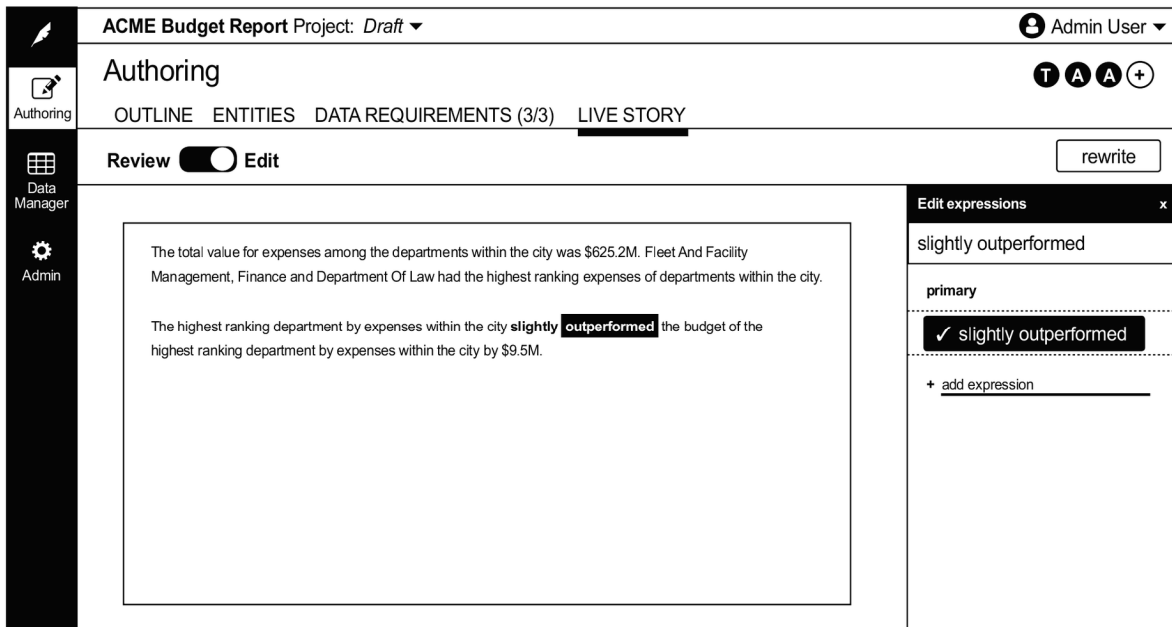 ACME Budget Report Project: Draft
Admin User
Authoring
T A A +
Authoring
OUTLINE ENTITIES DATA REQUIREMENTS (3/3) LIVE STORY
Review Edit
rewrite
Data
Manager
Admin
The total value for expenses among the departments within the city was $625.2M. Fleet And Facility
Management, Finance and Department Of Law had the highest ranking expenses of departments within the city.
The highest ranking department by expenses within the city slightly outperformed the budget of the
highest ranking department by expenses within the city by $9.5M.
Edit expressions x
slightly outperformed
primary
✓ slightly outperformed
+ add expression